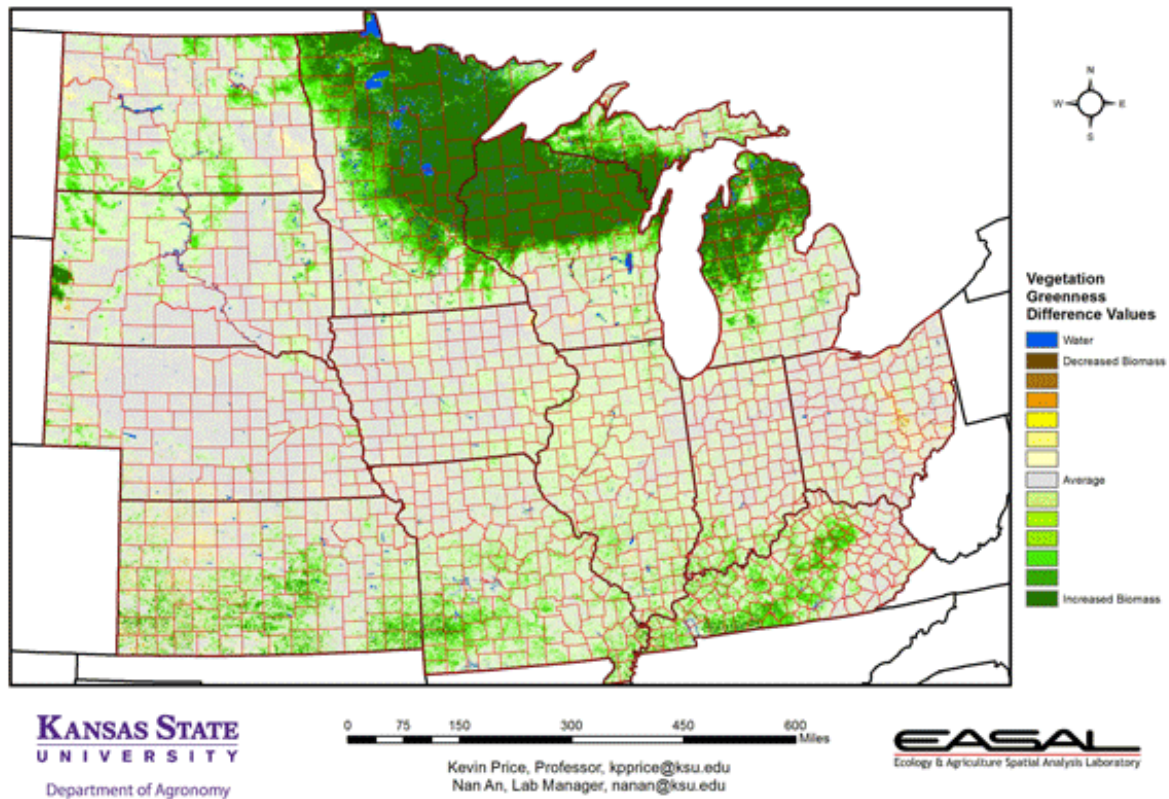 N
W E
S
Vegetation
Greenness
Difference Values
Water
Decreased Biomass
Average
Increased Biomass
KANSAS STATE
UNIVERSITY
Department of Agronomy
0 75 150 300 450 600
Miles
Kevin Price, Professor, kpprice@ksu.edu
Nan An, Lab Manager, nanan@ksu.edu
EASAL
Ecology & Agriculture Spatial Analysis Laboratory